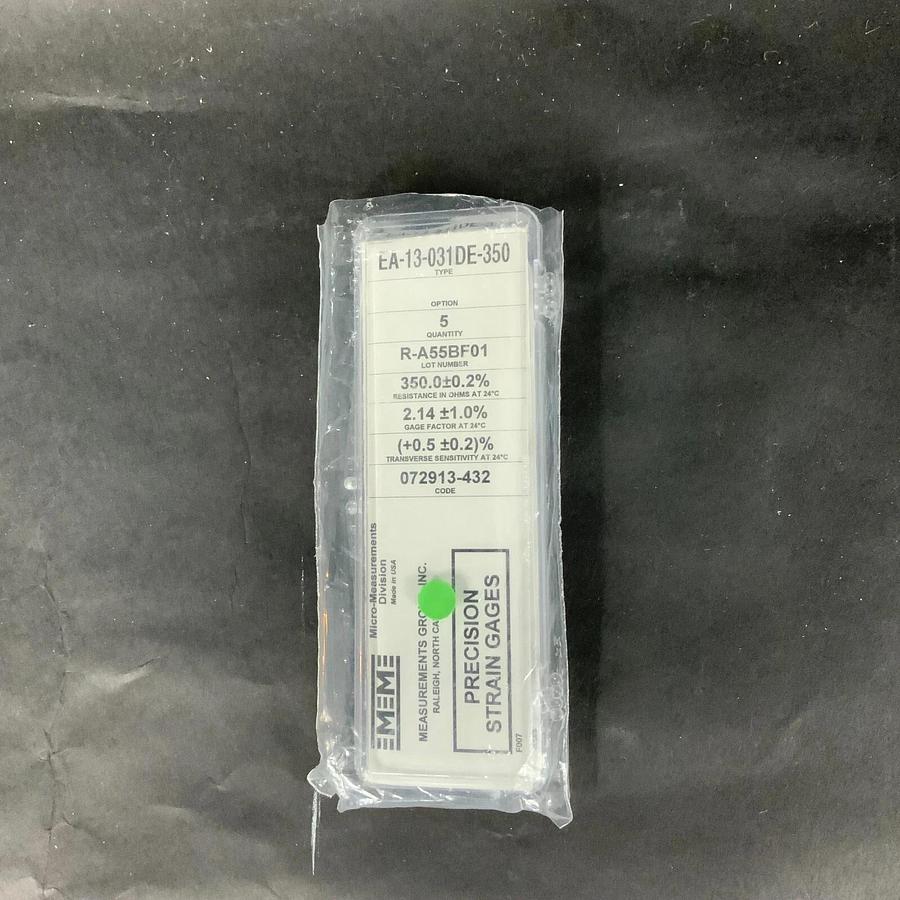 EA-13-031DE-350
TYPE
OPTION
5
QUANTITY
R-A55BF01
LOT NUMBER
350.0±0.2%
RESISTANCE IN OHMS AT 24°C
2.14 ±1.0%
GAGE FACTOR AT 24°C
(+0.5 ±0.2)%
TRANSVERSE SENSITIVITY AT 24°C
072913-432
CODE
Micro-Measurements
Division
Made in USA
MM
MEASUREMENTS INC.
RALEIGH, NORTH
PRECISION
STRAIN GAGES
F007